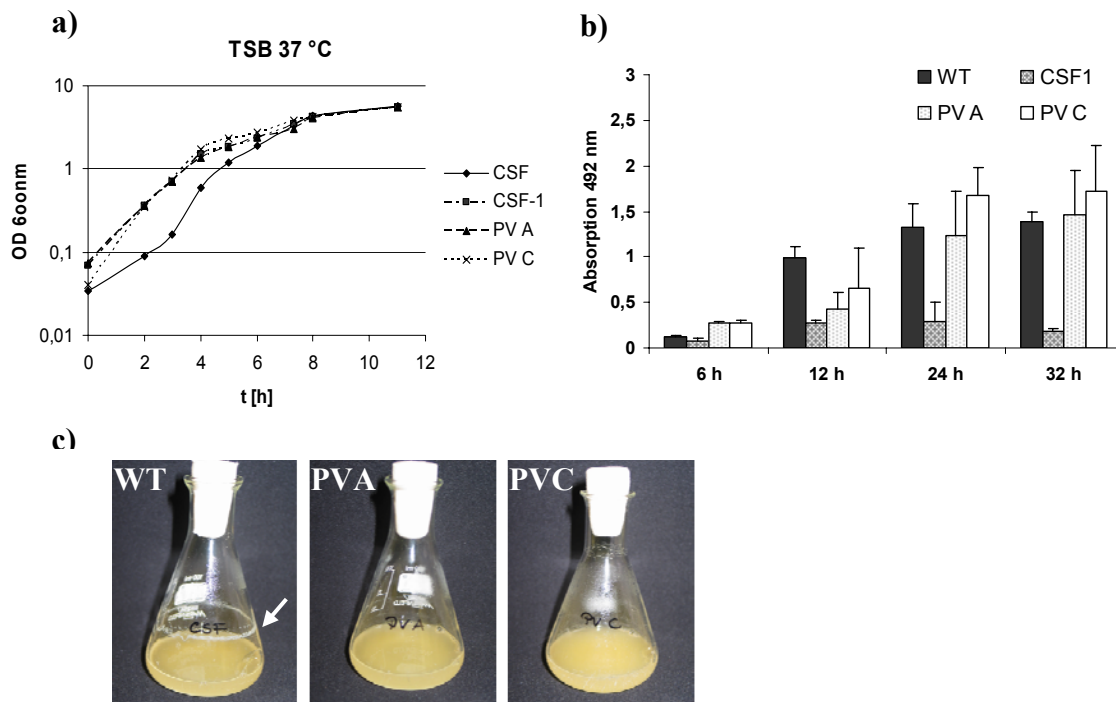 a)
TSB 37 °C
10
1
0,1
0,01
0 2 4 6 8 10 12
OD 6oonm
t [h]
CSF
CSF-1
PV A
PV C
b)
3
2,5
2
1,5
1
0,5
0
Absorption 492 nm
WT CSF1
PV A PV C
6 h 12 h 24 h 32 h
c)
WT PVA PVC
CSF PVA PVC